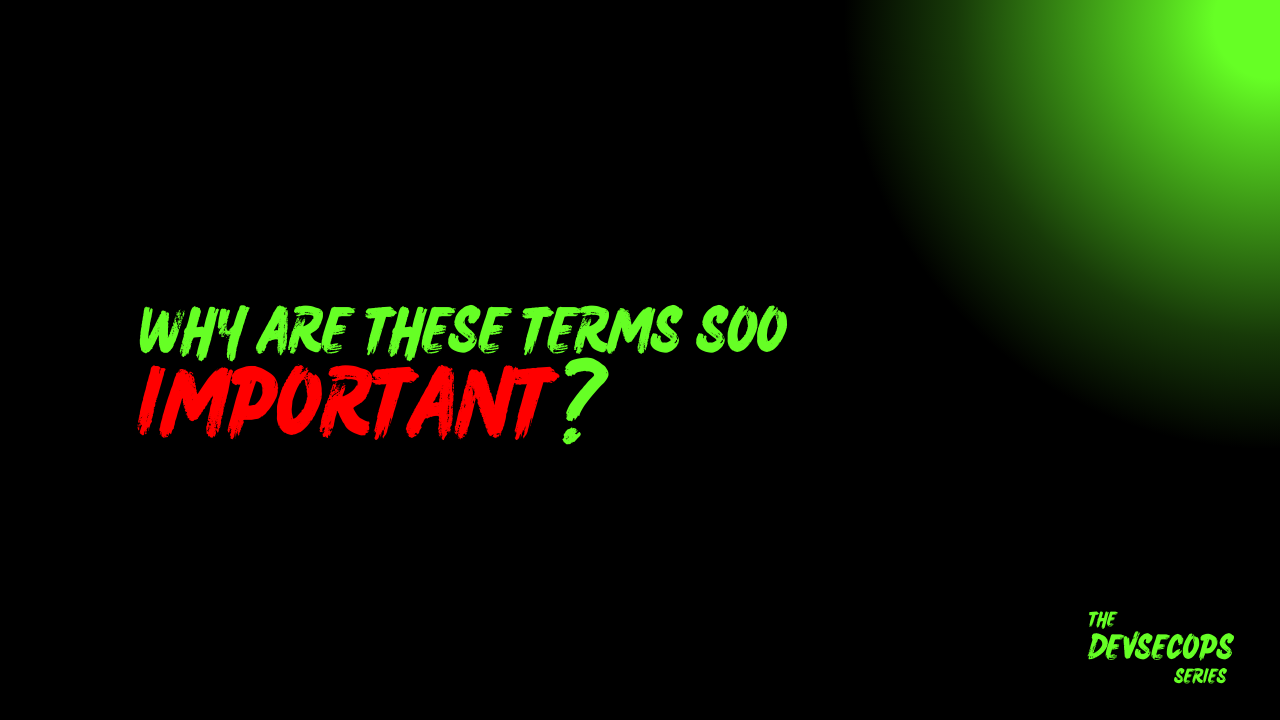 WHY ARE THESE TERMS SOO
IMPORTANT?
THE
DEVSECOPS
SERIES